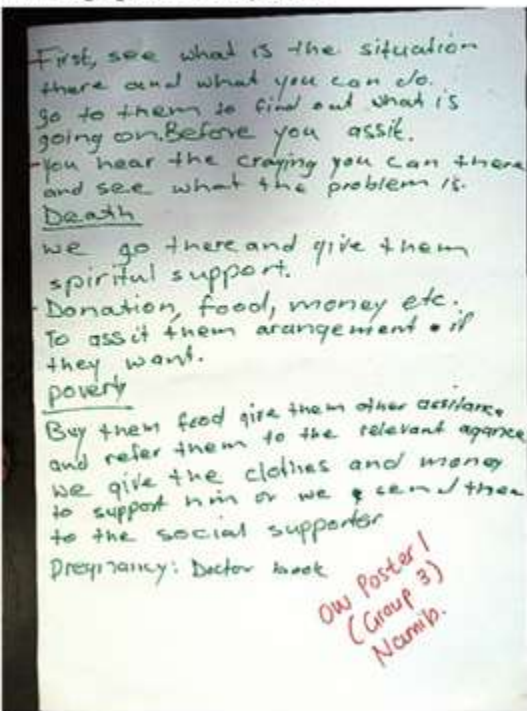 First, see what is the situation
there and what you can do.
go to them to find out what is
going on. Before you assit.
- You hear the craying you can there
and see what the problem is.
Death
we go there and give them
spiritul support.
- Donation, food, money etc.
To assit them arangement • if
they want.
poverty
Buy them food give them other assitance
and refer them to the relevant
we give the clothes and money
to support him or we send them
to the social supporter
Pregnancy: Doctor
OW Poster 1
(Group 3)
Namib.